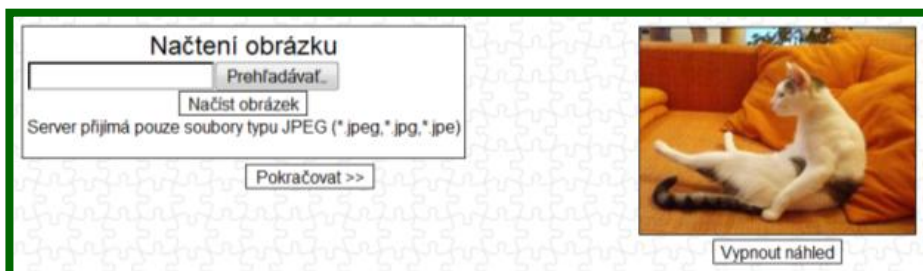 Načtení obrázku
Prehľadávať..
Načíst obrázek
Server přijímá pouze soubory typu JPEG (*.jpeg,*.jpg,*.jpe)
Pokračovat >>
Vypnout náhled